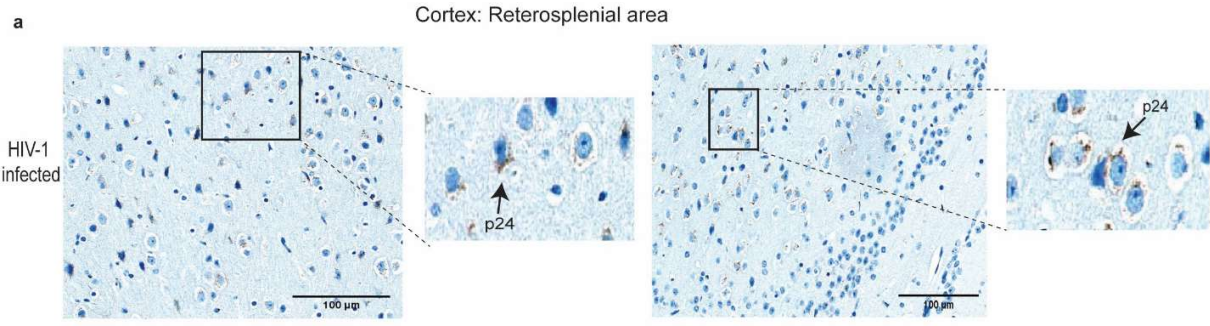 a
Cortex: Reterosplenial area
HIV-1
infected
p24
100 µm
p24
100 µm